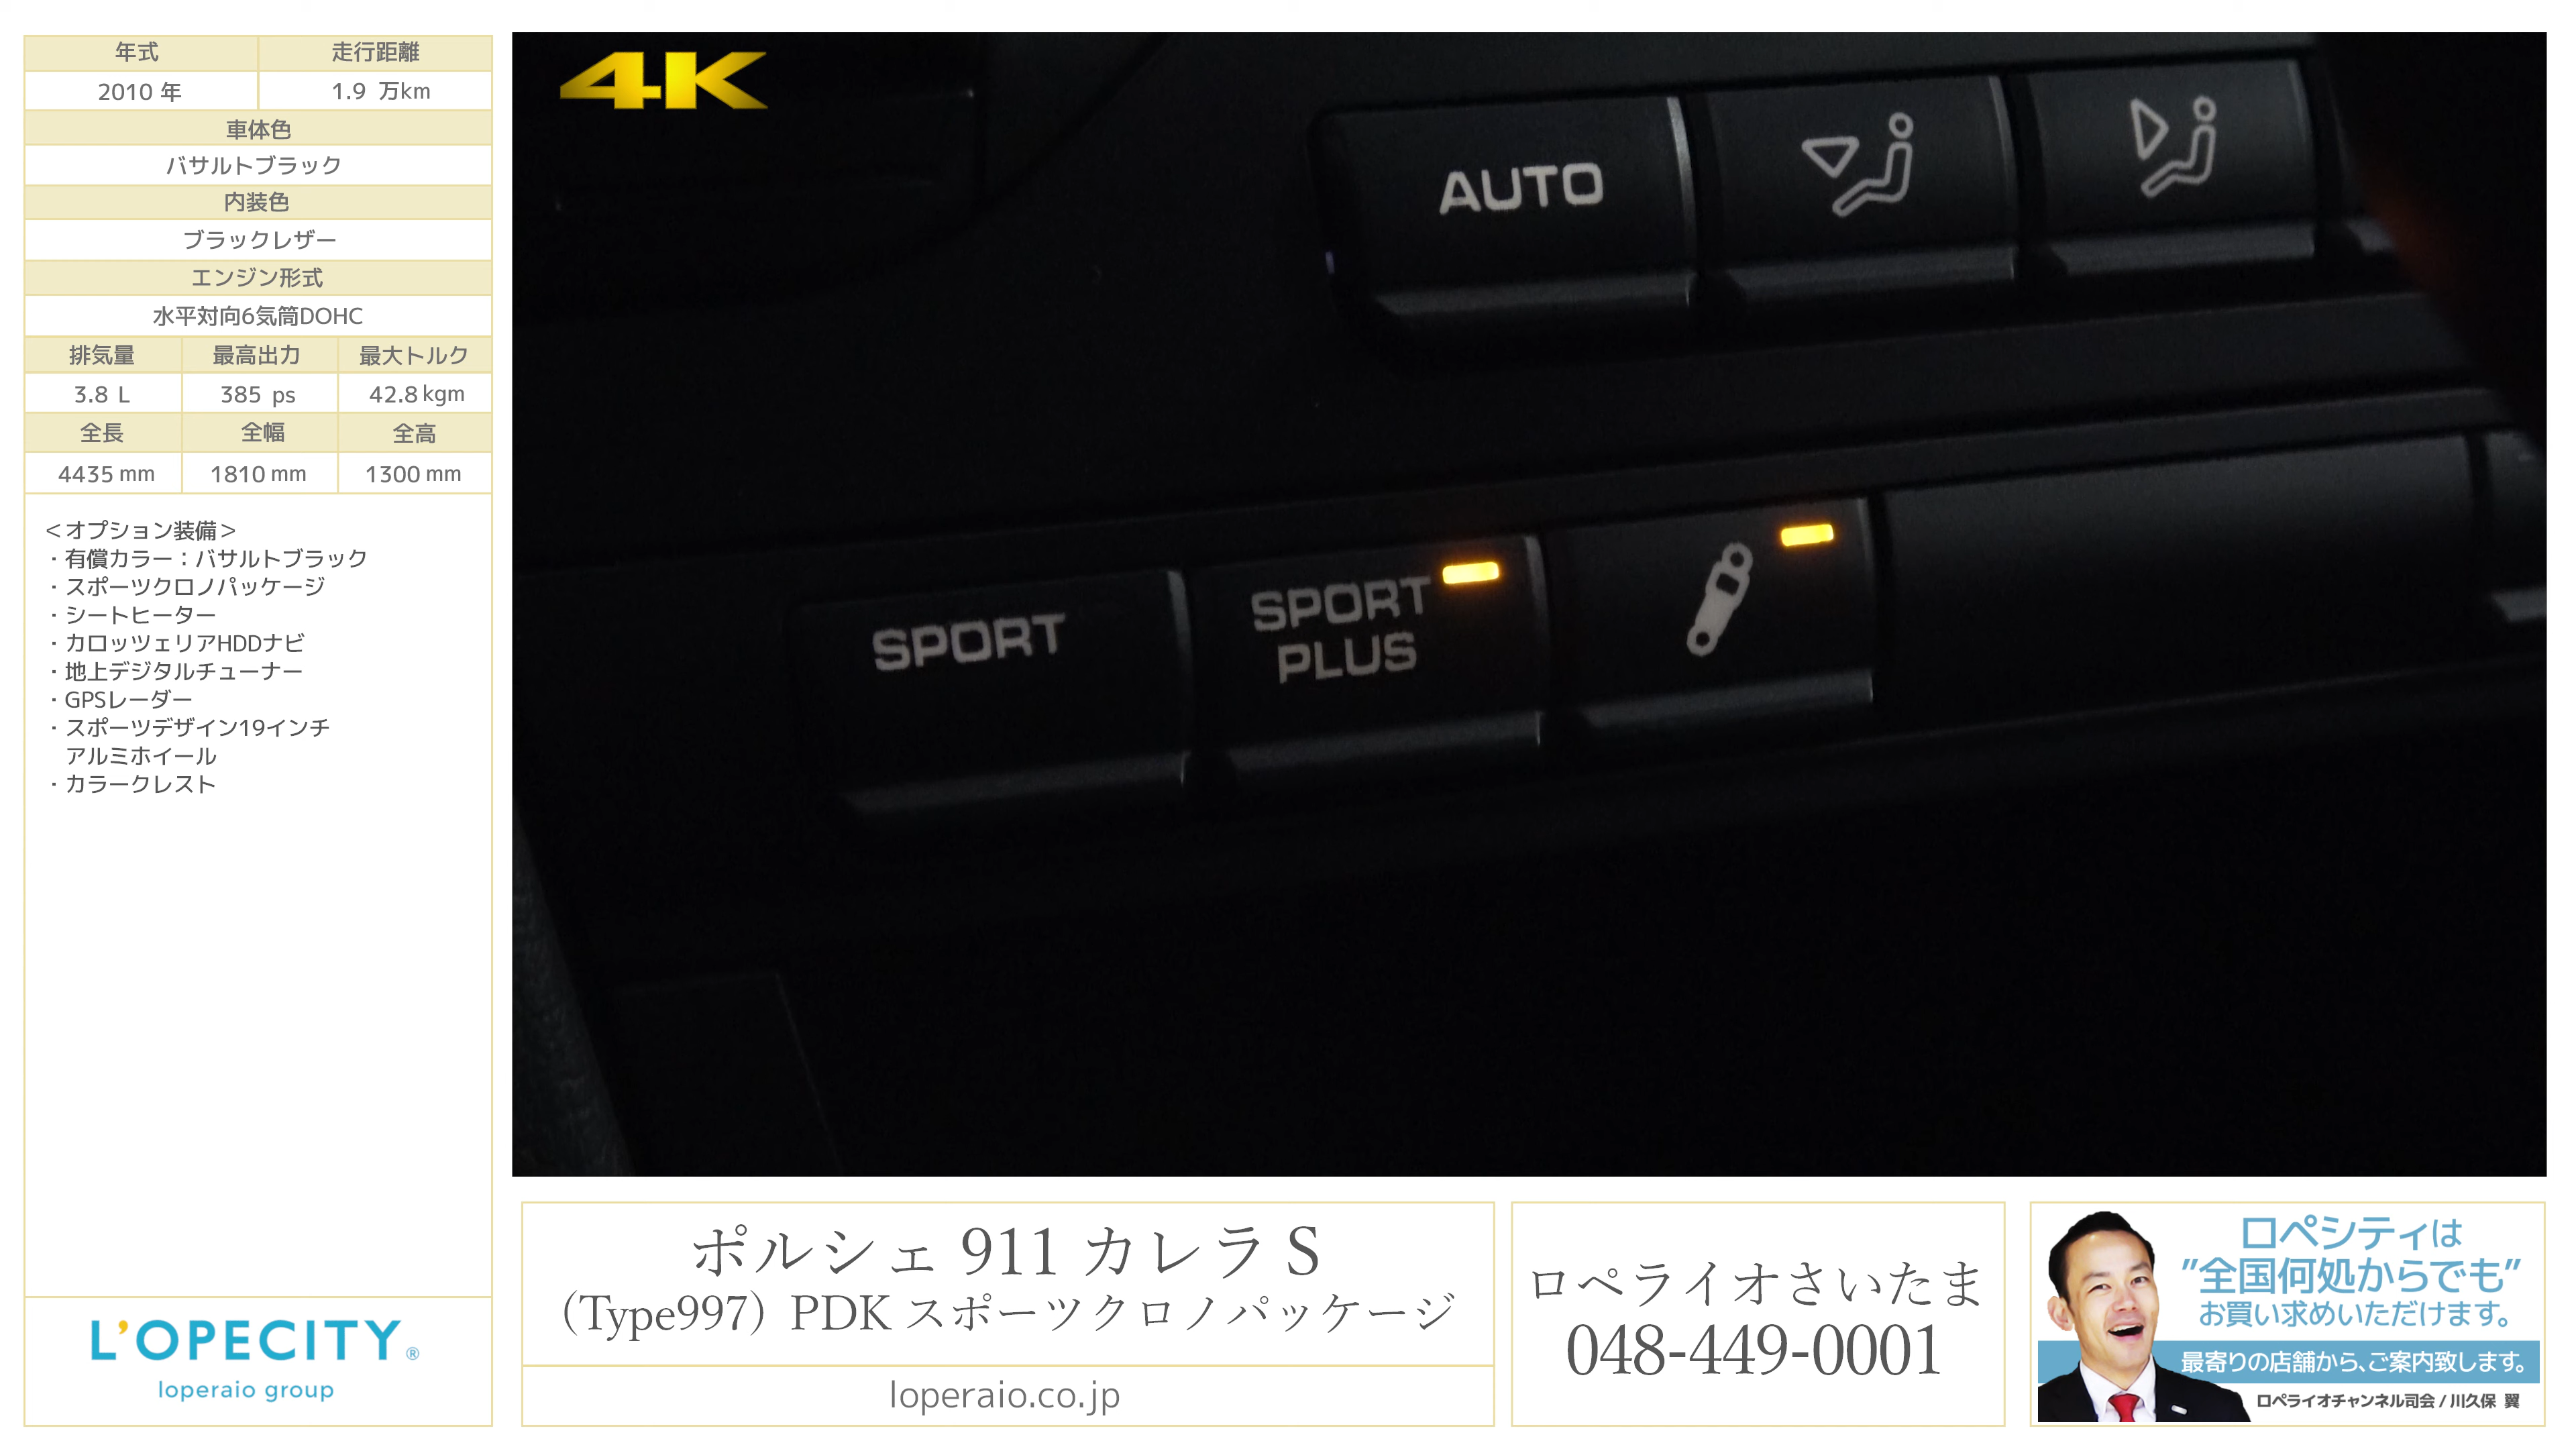 年式 走行距離
2010 年 1.9 万km
車体色
バサルトブラック
内装色
ブラックレザー
エンジン形式
水平対向6気筒DOHC
排気量 最高出力 最大トルク
3.8 L 385 ps 42.8 kgm
全長 全幅 全高
4435 mm 1810 mm 1300 mm
＜オプション装備＞
・有償カラー：バサルトブラック
・スポーツクロノパッケージ
・シートヒーター
・カロッツェリアHDDナビ
・地上デジタルチューナー
・GPSレーダー
・スポーツデザイン19インチ
アルミホイール
・カラークレスト
L'OPECITY®
loperaio group
4K
AUTO
SPORT
SPORT
PLUS
ポルシェ 911 カレラ S
（Type997）PDK スポーツクロノパッケージ
loperaio.co.jp
ロペライオさいたま
048-449-0001
ロペシティは
”全国何処からでも”
お買い求めいただけます。
最寄りの店舗から、ご案内致します。
ロペライオチャンネル司会 / 川久保 翼